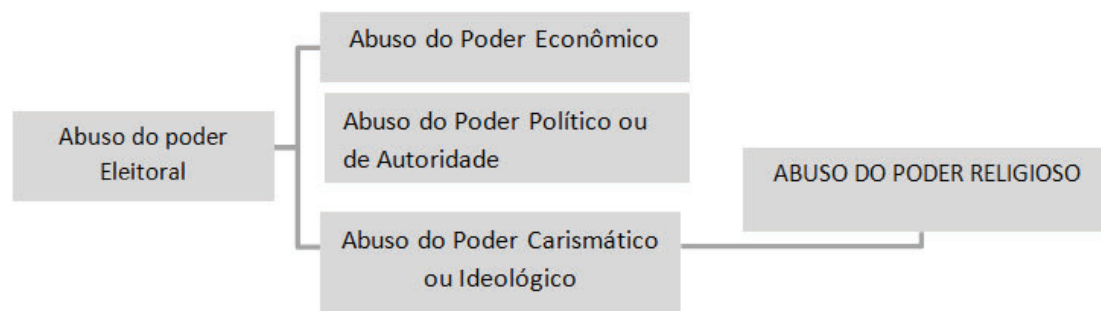 Abuso do poder
Eleitoral
Abuso do Poder Econômico
Abuso do Poder Político ou
de Autoridade
Abuso do Poder Carismático
ou Ideológico
ABUSO DO PODER RELIGIOSO